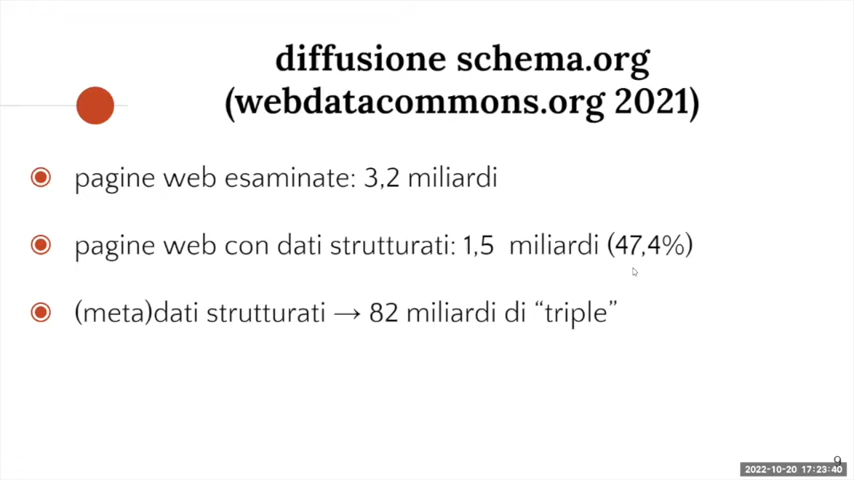 diffusione schema.org
(webdatacommons.org 2021)
pagine web esaminate: 3,2 miliardi
pagine web con dati strutturati: 1,5 miliardi (47,4%)
(meta)dati strutturati → 82 miliardi di “triple”
9
2022-10-20 17:23:40